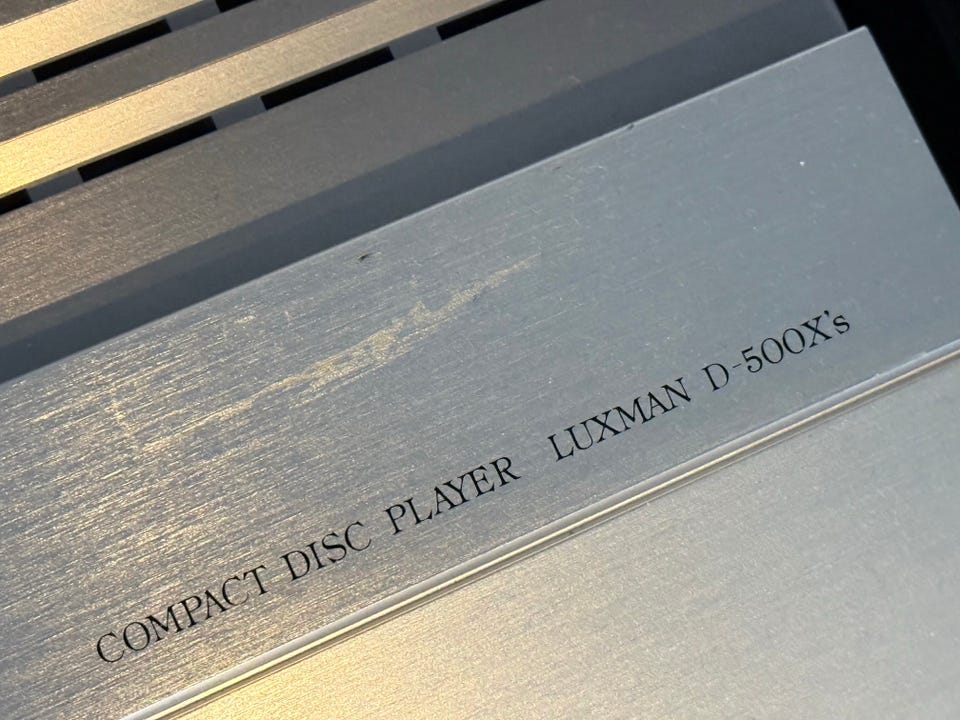 COMPACT DISC PLAYER LUXMAN D-500X's